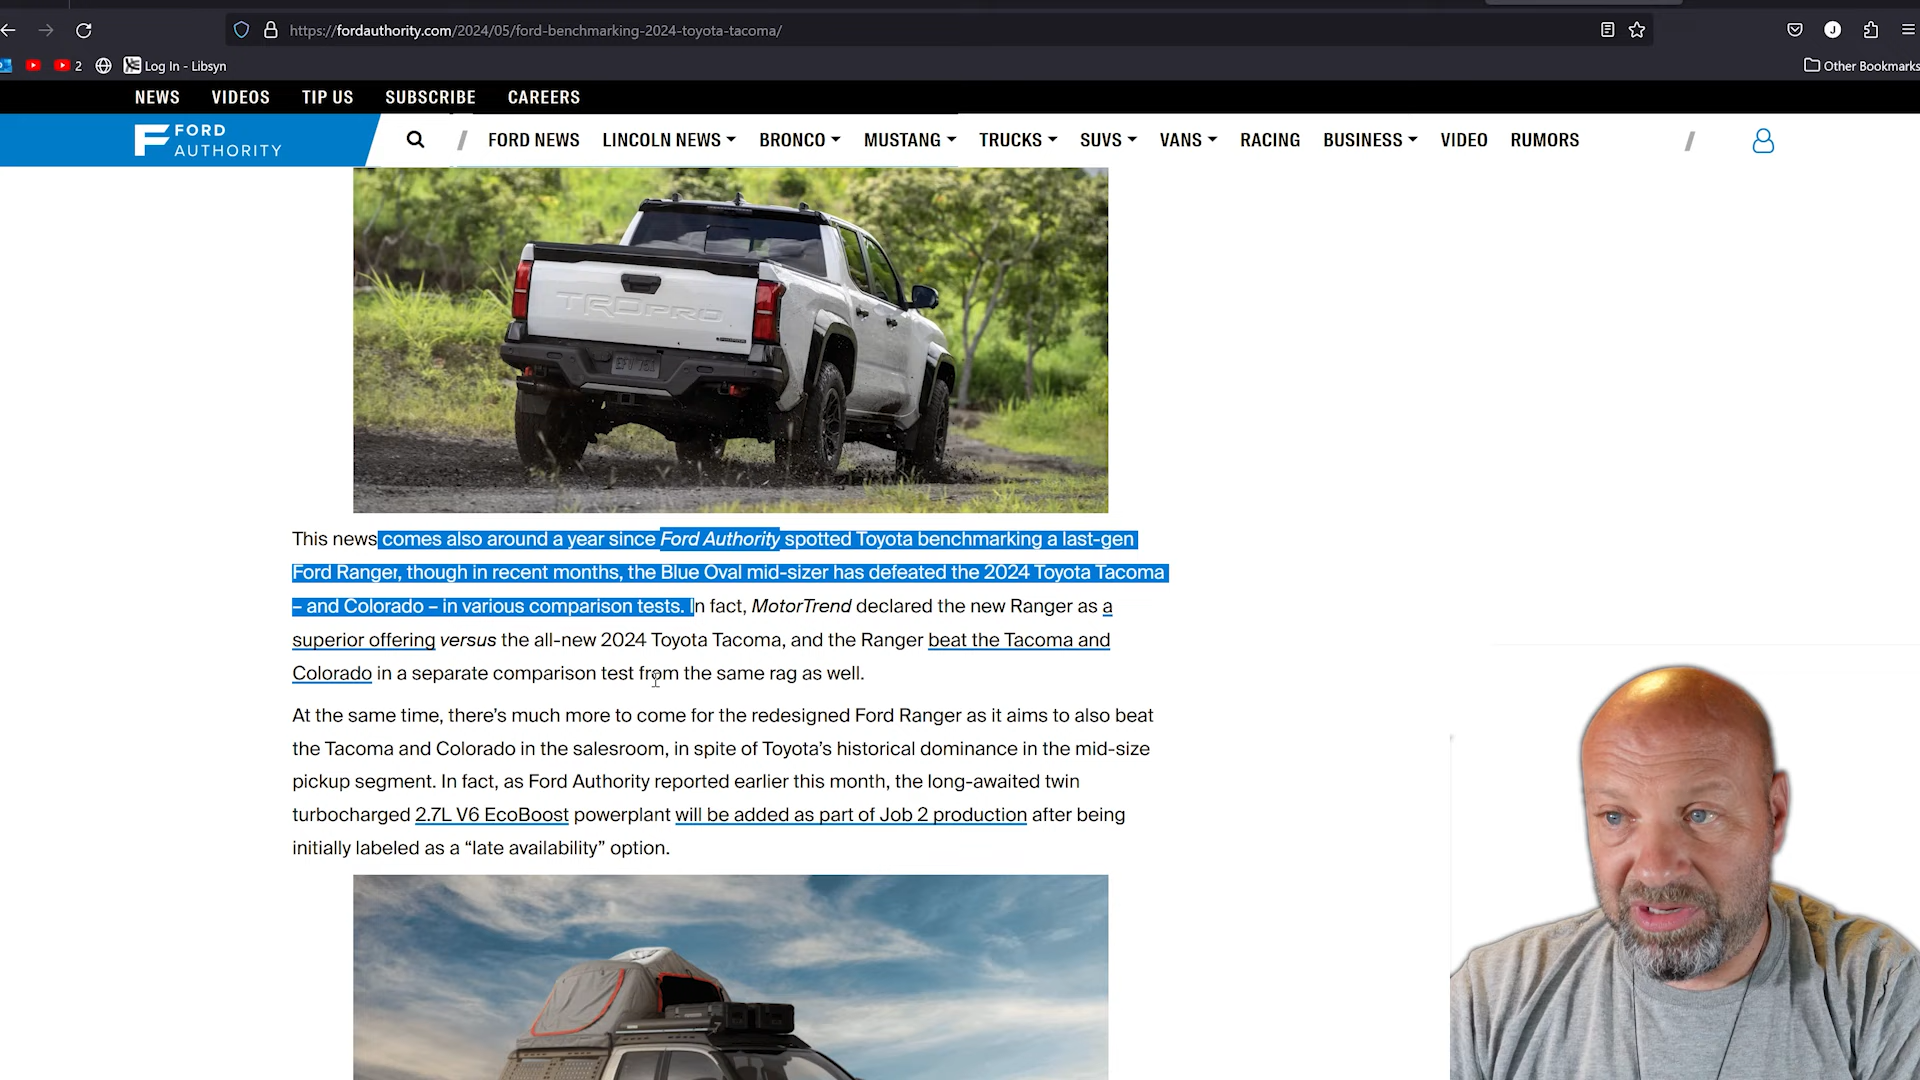 https://fordauthority.com/2024/05/ford-benchmarking-2024-toyota-tacoma/
J
2
Log In - Libsyn
Other Bookmarks
NEWS VIDEOS TIP US SUBSCRIBE CAREERS
FORD AUTHORITY
/ FORD NEWS LINCOLN NEWS BRONCO MUSTANG TRUCKS SUVS VANS RACING BUSINESS VIDEO RUMORS /
TRD PRO
This news comes also around a year since Ford Authority spotted Toyota benchmarking a last-gen
Ford Ranger, though in recent months, the Blue Oval mid-sizer has defeated the 2024 Toyota Tacoma
– and Colorado – in various comparison tests. In fact, MotorTrend declared the new Ranger as a
superior offering versus the all-new 2024 Toyota Tacoma, and the Ranger beat the Tacoma and
Colorado in a separate comparison test from the same rag as well.
At the same time, there’s much more to come for the redesigned Ford Ranger as it aims to also beat
the Tacoma and Colorado in the salesroom, in spite of Toyota’s historical dominance in the mid-size
pickup segment. In fact, as Ford Authority reported earlier this month, the long-awaited twin
turbocharged 2.7L V6 EcoBoost powerplant will be added as part of Job 2 production after being
initially labeled as a “late availability” option.